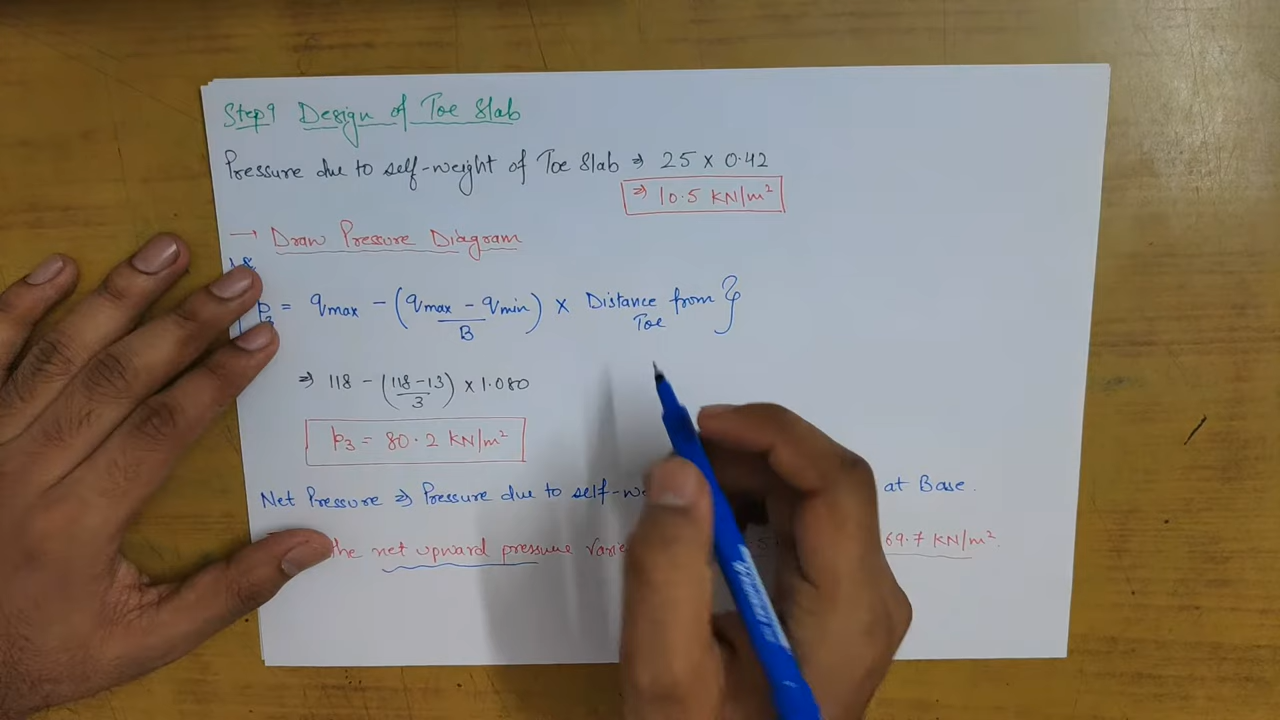 Step 9 Design of Toe Slab
Pressure due to self-weight of Toe Slab ⇒ 25 × 0.42
⇒ 10.5 KN/m²
→ Draw Pressure Diagram
= qmax - (qmax - qmin / B) × Distance from Toe }
⇒ 118 - (118-13 / 3) × 1.080
p3 = 80.2 KN/m²
Net Pressure ⇒ Pressure due to self-we at Base.
the net upward pressure 69.7 KN/m².